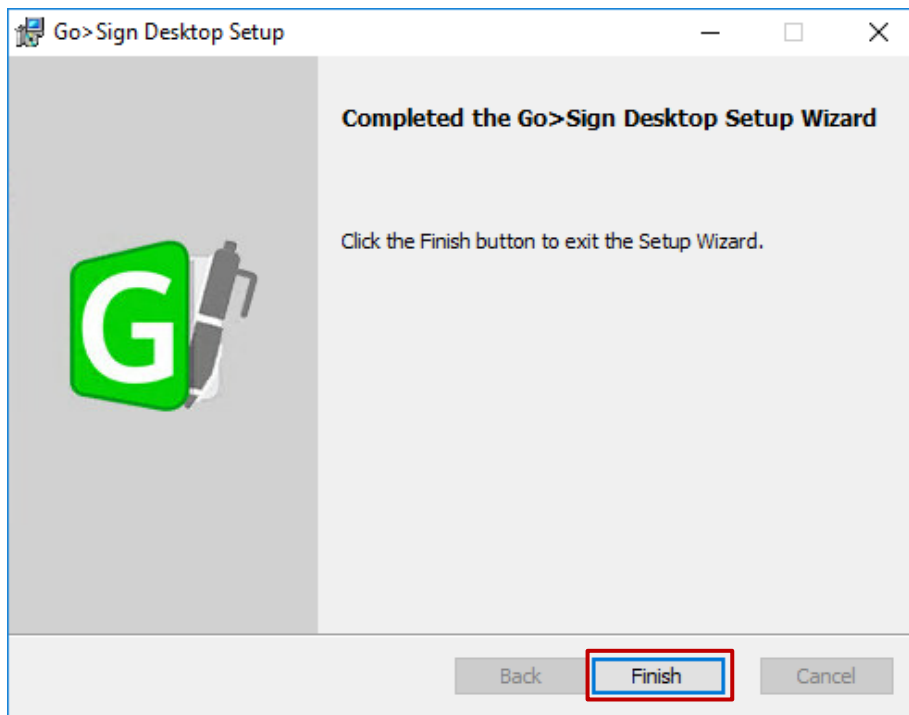 Go>Sign Desktop Setup
Completed the Go>Sign Desktop Setup Wizard
Click the Finish button to exit the Setup Wizard.
G
Back Finish Cancel